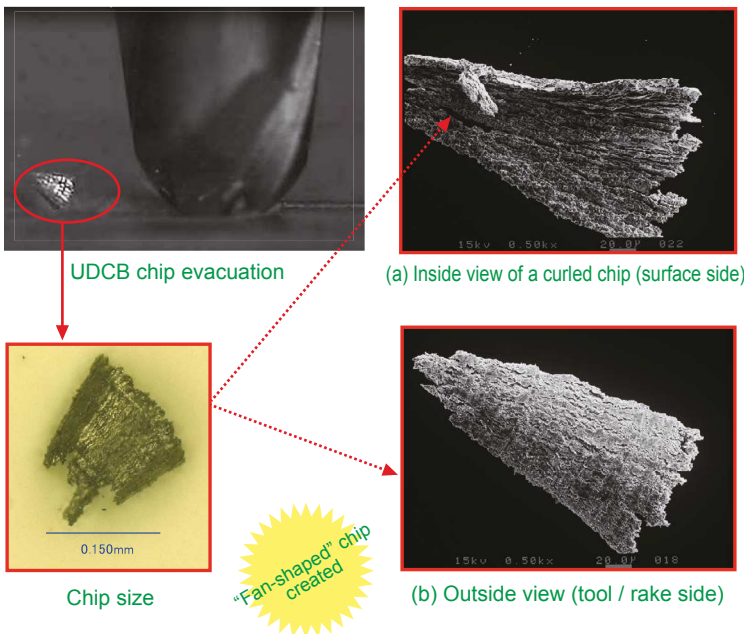 UDCB chip evacuation
15kv 0.50kx 20.0μ 022
(a) Inside view of a curled chip (surface side)
0.150mm
Chip size
"Fan-shaped" chip
created
15kv 0.50kx 20.0μ 018
(b) Outside view (tool / rake side)